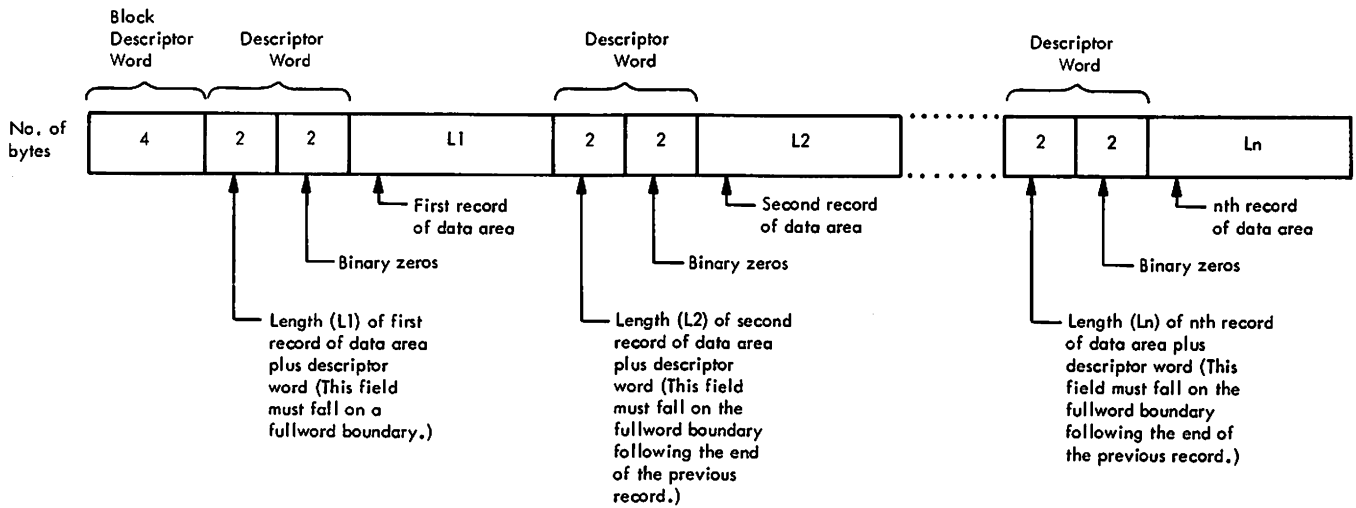 Block
Descriptor
Word
Descriptor
Word
Descriptor
Word
Descriptor
Word
No. of
bytes
4
2
2
L1
2
2
L2
2
2
Ln
First record
of data area
Second record
of data area
nth record
of data area
Binary zeros
Binary zeros
Binary zeros
Length (L1) of first
record of data area
plus descriptor
word (This field
must fall on a
fullword boundary.)
Length (L2) of second
record of data area
plus descriptor
word (This field
must fall on the
fullword boundary
following the end
of the previous
record.)
Length (Ln) of nth record
of data area plus
descriptor word (This
field must fall on the
fullword boundary
following the end of
the previous record.)